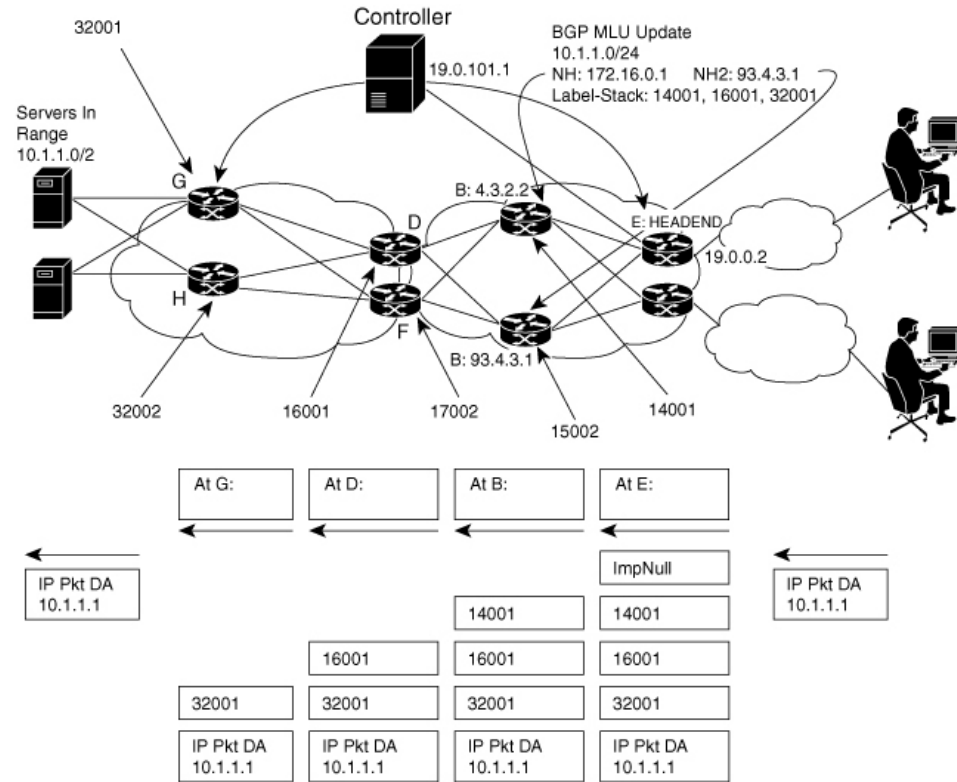 Controller
32001
19.0.101.1
BGP MLU Update
10.1.1.0/24
NH: 172.16.0.1 NH2: 93.4.3.1
Label-Stack: 14001, 16001, 32001
Servers In
Range
10.1.1.0/2
G
B: 4.3.2.2
D
E: HEADEND
19.0.0.2
H
F
B: 93.4.3.1
32002
16001
17002
15002
14001
At G:
At D:
At B:
At E:
ImpNull
IP Pkt DA
10.1.1.1
IP Pkt DA
10.1.1.1
14001
14001
16001
16001
16001
32001
32001
32001
32001
IP Pkt DA
10.1.1.1
IP Pkt DA
10.1.1.1
IP Pkt DA
10.1.1.1
IP Pkt DA
10.1.1.1